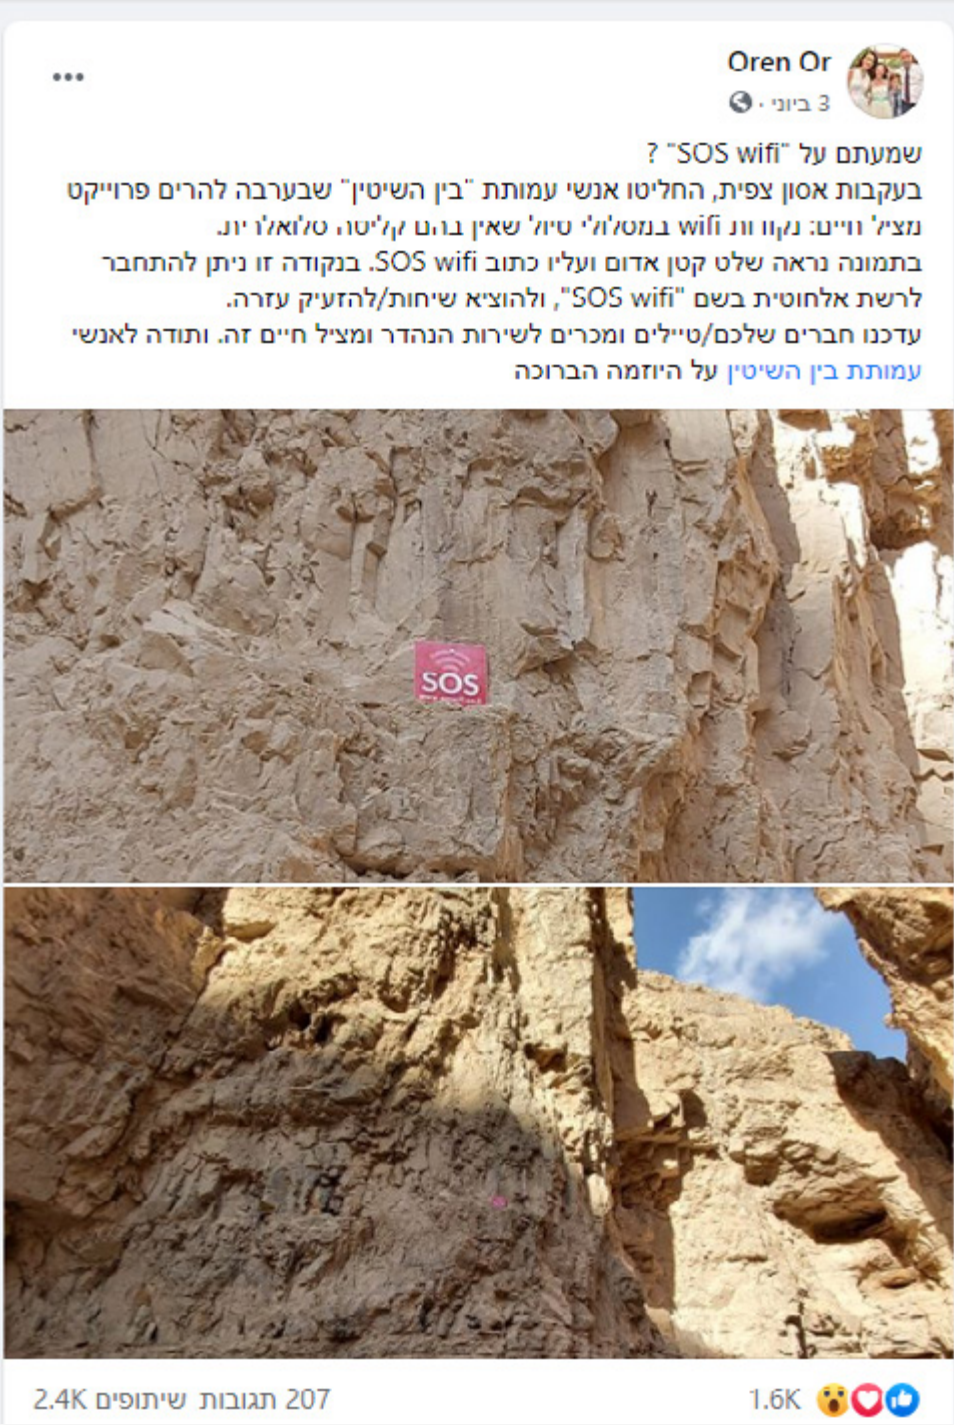 Oren Or
3 ביוני ·
שמעתם על "SOS wifi" ?
בעקבות אסון צפית, החליטו אנשי עמותת "בין השיטין" שבערבה להרים פרוייקט
מציל חיים: נקודות wifi במסלולי טיול שאין בהם קליטה סלולארית.
בתמונה נראה שלט קטן אדום ועליו כתוב SOS wifi. בנקודה זו ניתן להתחבר
לרשת אלחוטית בשם "SOS wifi", ולהוציא שיחות/להזעיק עזרה.
עדכנו חברים שלכם/טיילים ומכרים לשירות הנהדר ומציל חיים זה. ותודה לאנשי
עמותת בין השיטין על היוזמה הברוכה
SOS
1.6K
207 תגובות 2.4K שיתופים